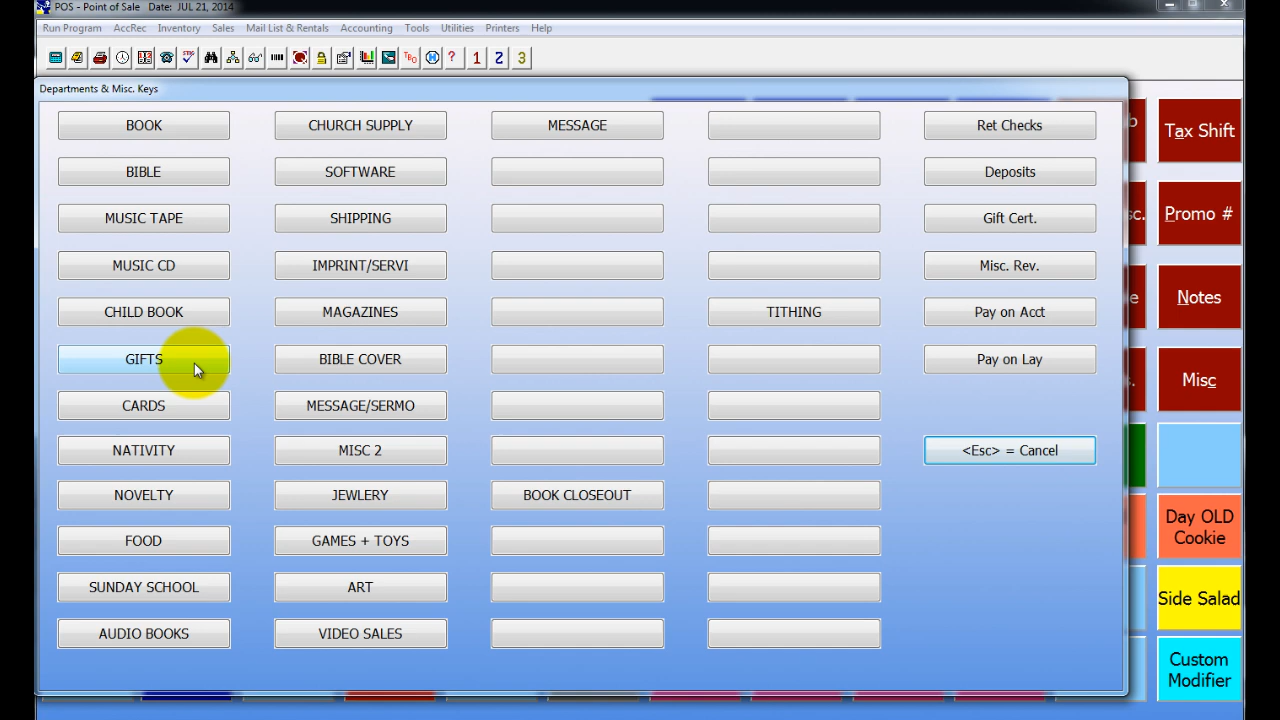 POS - Point of Sale Date: JUL 21, 2014
Run Program AccRec Inventory Sales Mail List & Rentals Accounting Tools Utilities Printers Help
? 1 2 3
Departments & Misc. Keys
BOOK
BIBLE
MUSIC TAPE
MUSIC CD
CHILD BOOK
GIFTS
CARDS
NATIVITY
NOVELTY
FOOD
SUNDAY SCHOOL
AUDIO BOOKS
CHURCH SUPPLY
SOFTWARE
SHIPPING
IMPRINT/SERVI
MAGAZINES
BIBLE COVER
MESSAGE/SERMO
MISC 2
JEWLERY
GAMES + TOYS
ART
VIDEO SALES
MESSAGE
BOOK CLOSEOUT
TITHING
Ret Checks
Deposits
Gift Cert.
Misc. Rev.
Pay on Acct
Pay on Lay
<Esc> = Cancel
Tax Shift
Promo #
Notes
Misc
Day OLD
Cookie
Side Salad
Custom
Modifier